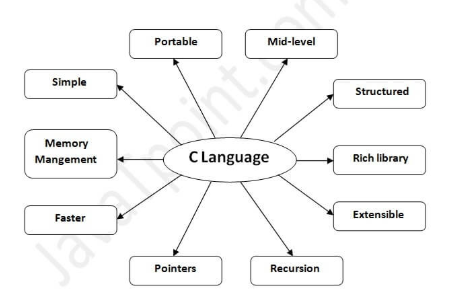 Portable
Mid-level
Simple
Structured
Memory
Mangement
C Language
Rich library
Faster
Extensible
Pointers
Recursion
JavaTpoint.com